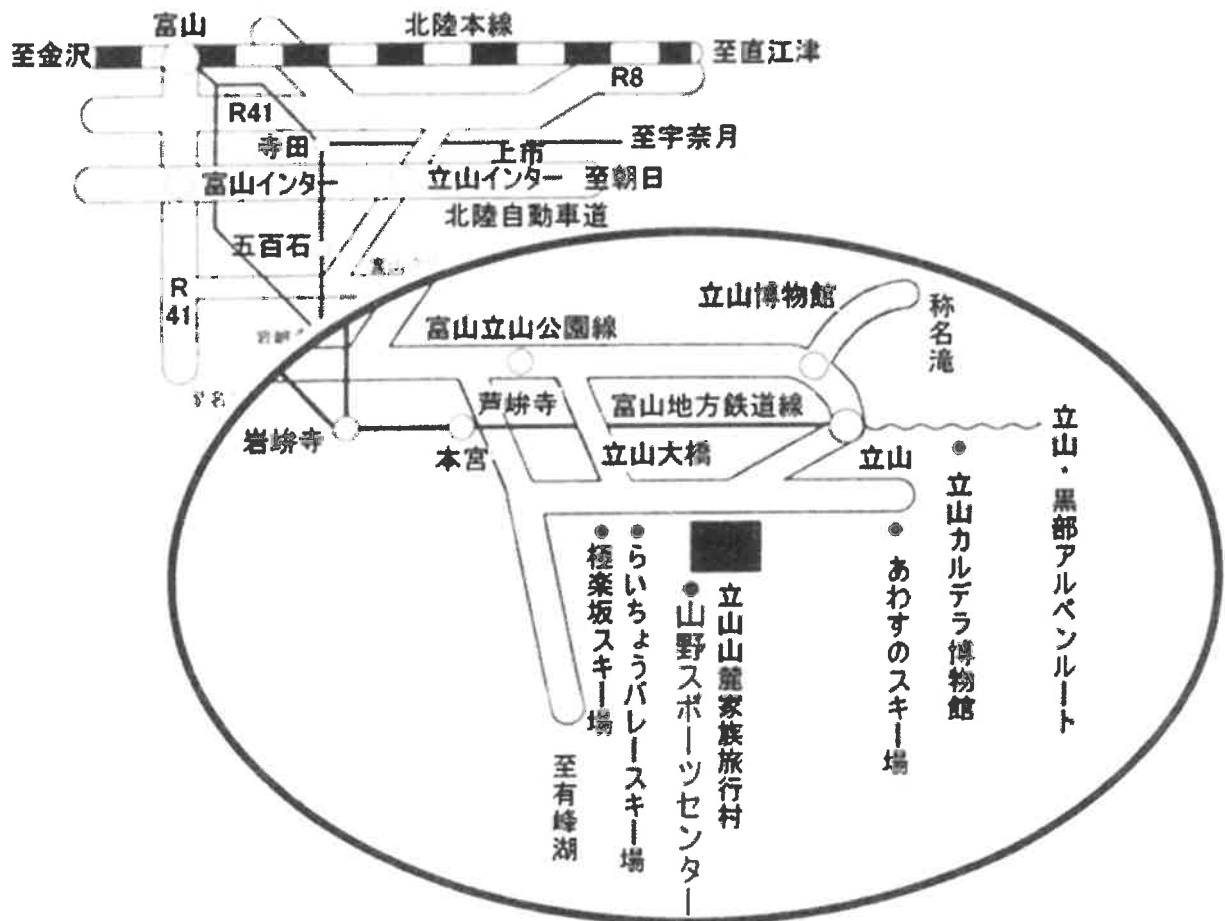 富山
北陸本線
至金沢
至直江津
R8
R41
寺田
至宇奈月
上市
富山インター
立山インター
至朝日
北陸自動車道
五百石
R
41
立山博物館
称名滝
富山立山公園線
芦峅寺
富山地方鉄道線
岩峅寺
本宮
立山大橋
立山
立山・黒部アルペンルート
立山カルデラ博物館
あわすのスキー場
立山山麓家族旅行村
山野スポーツセンター
らいちょうバレースキー場
極楽坂スキー場
至有峰湖